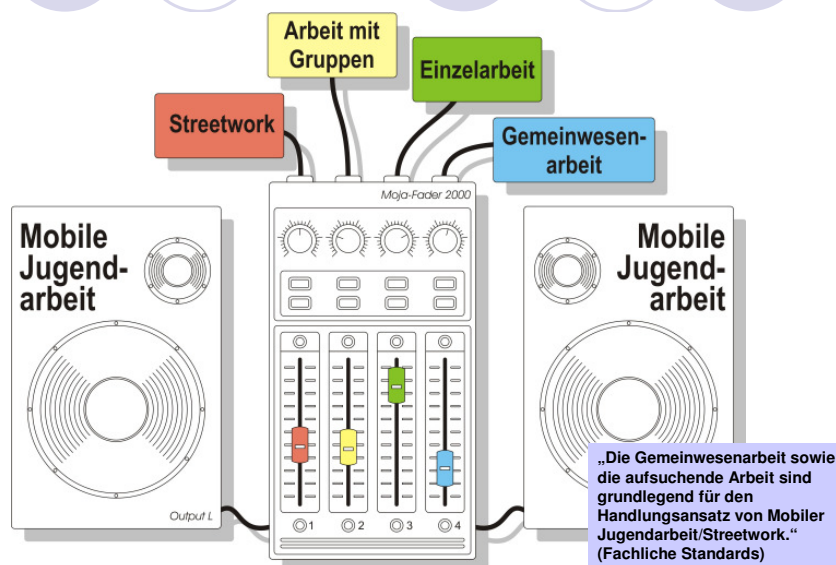 Arbeit mit
Gruppen
Einzelarbeit
Streetwork
Gemeinwesen-
arbeit
Moja-Fader 2000
Mobile
Jugend-
arbeit
Output L
1 2 3 4
Mobile
Jugend-
arbeit
„Die Gemeinwesenarbeit sowie
die aufsuchende Arbeit sind
grundlegend für den
Handlungsansatz von Mobiler
Jugendarbeit/Streetwork.“
(Fachliche Standards)